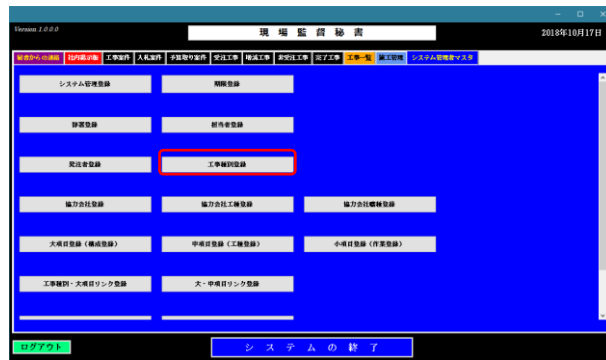 Version 1.0.0.0
現場監督秘書
2018年10月17日
業者からの連絡 社内掲示板 工事案件 入札案件 予算取り案件 受注工事 増減工事 非受注工事 完了工事 工事一覧 施工管理 システム管理者マスタ
システム管理登録 期限登録
部署登録 担当者登録
発注者登録 工事種別登録
協力会社登録 協力会社工種登録 協力会社職種登録
大項目登録（構成登録） 中項目登録（工種登録） 小項目登録（作業登録）
工事種別・大項目リンク登録 大・中項目リンク登録
ログアウト システムの終了